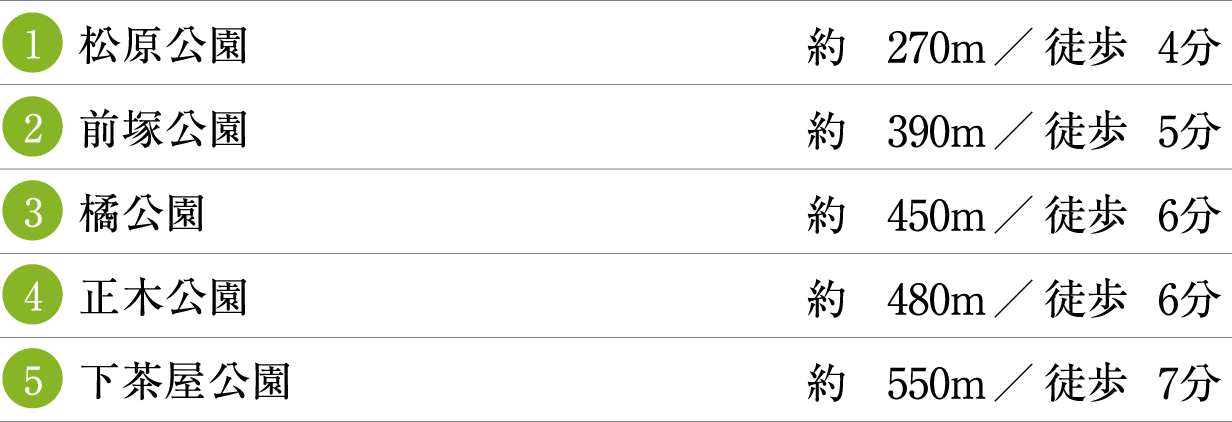 1 松原公園 約 270m／徒歩 4分
2 前塚公園 約 390m／徒歩 5分
3 橘公園 約 450m／徒歩 6分
4 正木公園 約 480m／徒歩 6分
5 下茶屋公園 約 550m／徒歩 7分